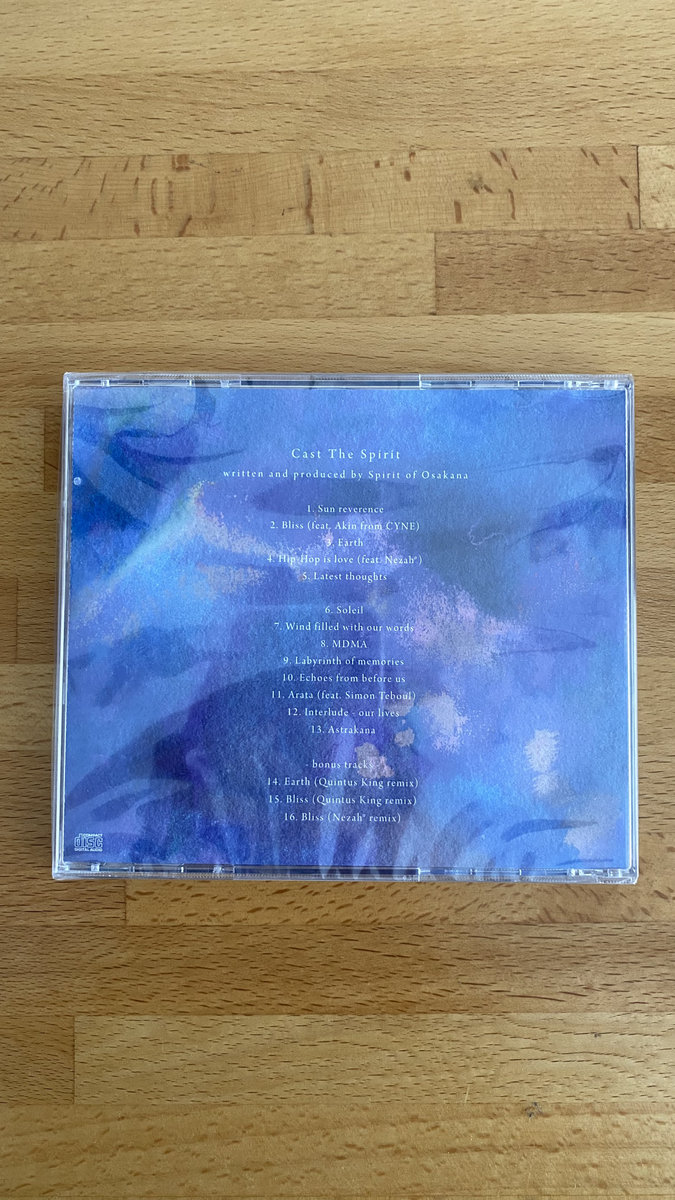 Cast The Spirit
written and produced by Spirit of Osakana
1. Sun reverence
2. Bliss (feat. Akin from CYNE)
3. Earth
4. Hip-Hop is love (feat. Nezah°)
5. Latest thoughts
6. Soleil
7. Wind filled with our words
8. MDMA
9. Labyrinth of memories
10. Echoes from before us
11. Arata (feat. Simon Teboul)
12. Interlude - our lives
13. Astrakana
- bonus tracks -
14. Earth (Quintus King remix)
15. Bliss (Quintus King remix)
16. Bliss (Nezah° remix)
COMPACT
disc
DIGITAL AUDIO